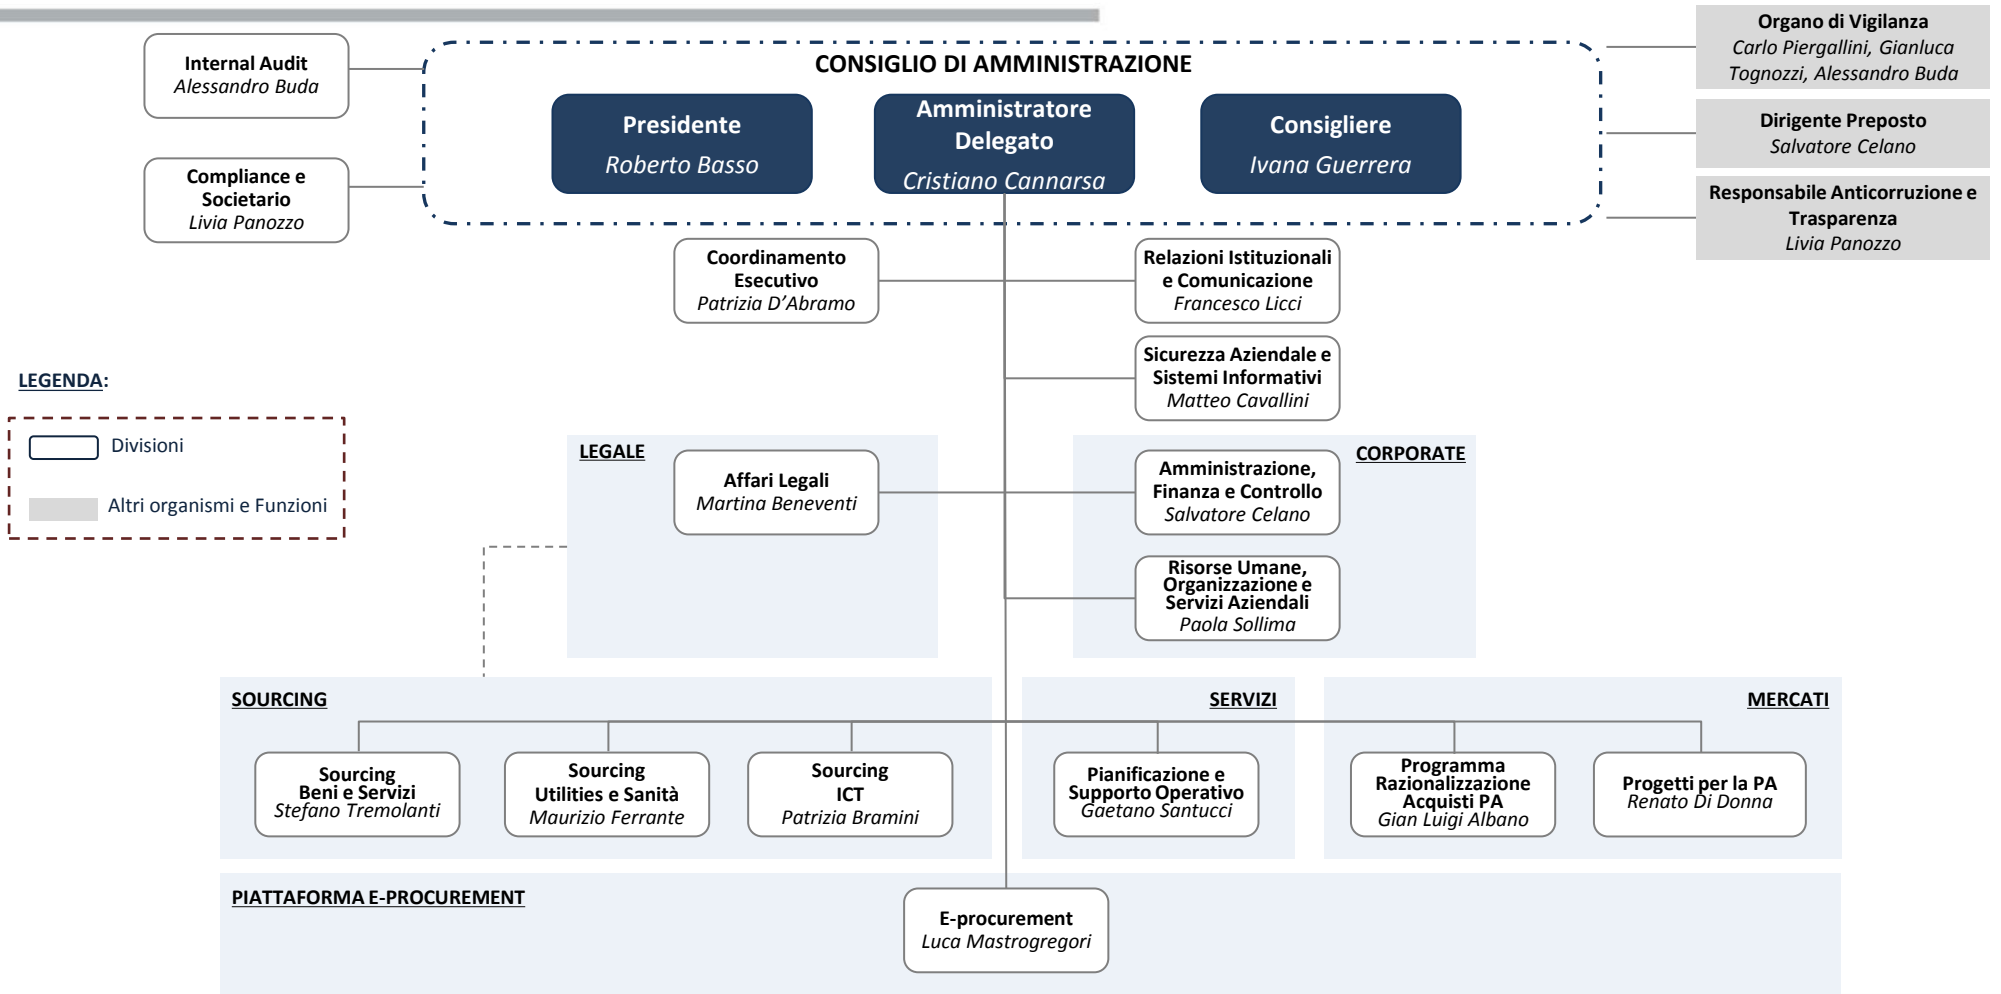 CONSIGLIO DI AMMINISTRAZIONE
Internal Audit
Alessandro Buda
Compliance e
Societario
Livia Panozzo
Presidente
Roberto Basso
Amministratore
Delegato
Cristiano Cannarsa
Consigliere
Ivana Guerrera
Organo di Vigilanza
Carlo Piergallini, Gianluca
Tognozzi, Alessandro Buda
Dirigente Preposto
Salvatore Celano
Responsabile Anticorruzione e
Trasparenza
Livia Panozzo
Coordinamento
Esecutivo
Patrizia D’Abramo
Relazioni Istituzionali
e Comunicazione
Francesco Licci
Sicurezza Aziendale e
Sistemi Informativi
Matteo Cavallini
LEGENDA:
Divisioni
Altri organismi e Funzioni
LEGALE
Affari Legali
Martina Beneventi
CORPORATE
Amministrazione,
Finanza e Controllo
Salvatore Celano
Risorse Umane,
Organizzazione e
Servizi Aziendali
Paola Sollima
SOURCING
Sourcing
Beni e Servizi
Stefano Tremolanti
Sourcing
Utilities e Sanità
Maurizio Ferrante
Sourcing
ICT
Patrizia Bramini
SERVIZI
Pianificazione e
Supporto Operativo
Gaetano Santucci
MERCATI
Programma
Razionalizzazione
Acquisti PA
Gian Luigi Albano
Progetti per la PA
Renato Di Donna
PIATTAFORMA E-PROCUREMENT
E-procurement
Luca Mastrogregori